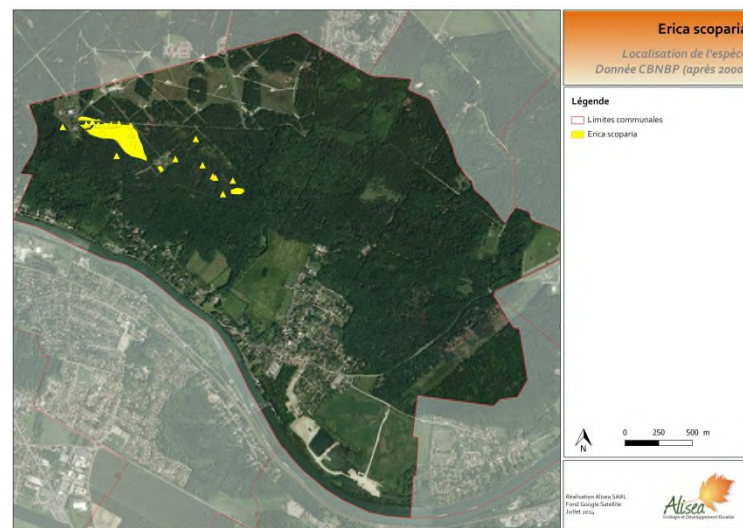 Erica scoparia
Localisation de l'espèce
Donnée CBNBP (après 2000
Légende
Limites communales
Erica scoparia
0 250 500 m
N
Réalisation Alisea SARL
Fond Google Satellite
Juillet 2014
Alisea
Ecologie et Développement Durable